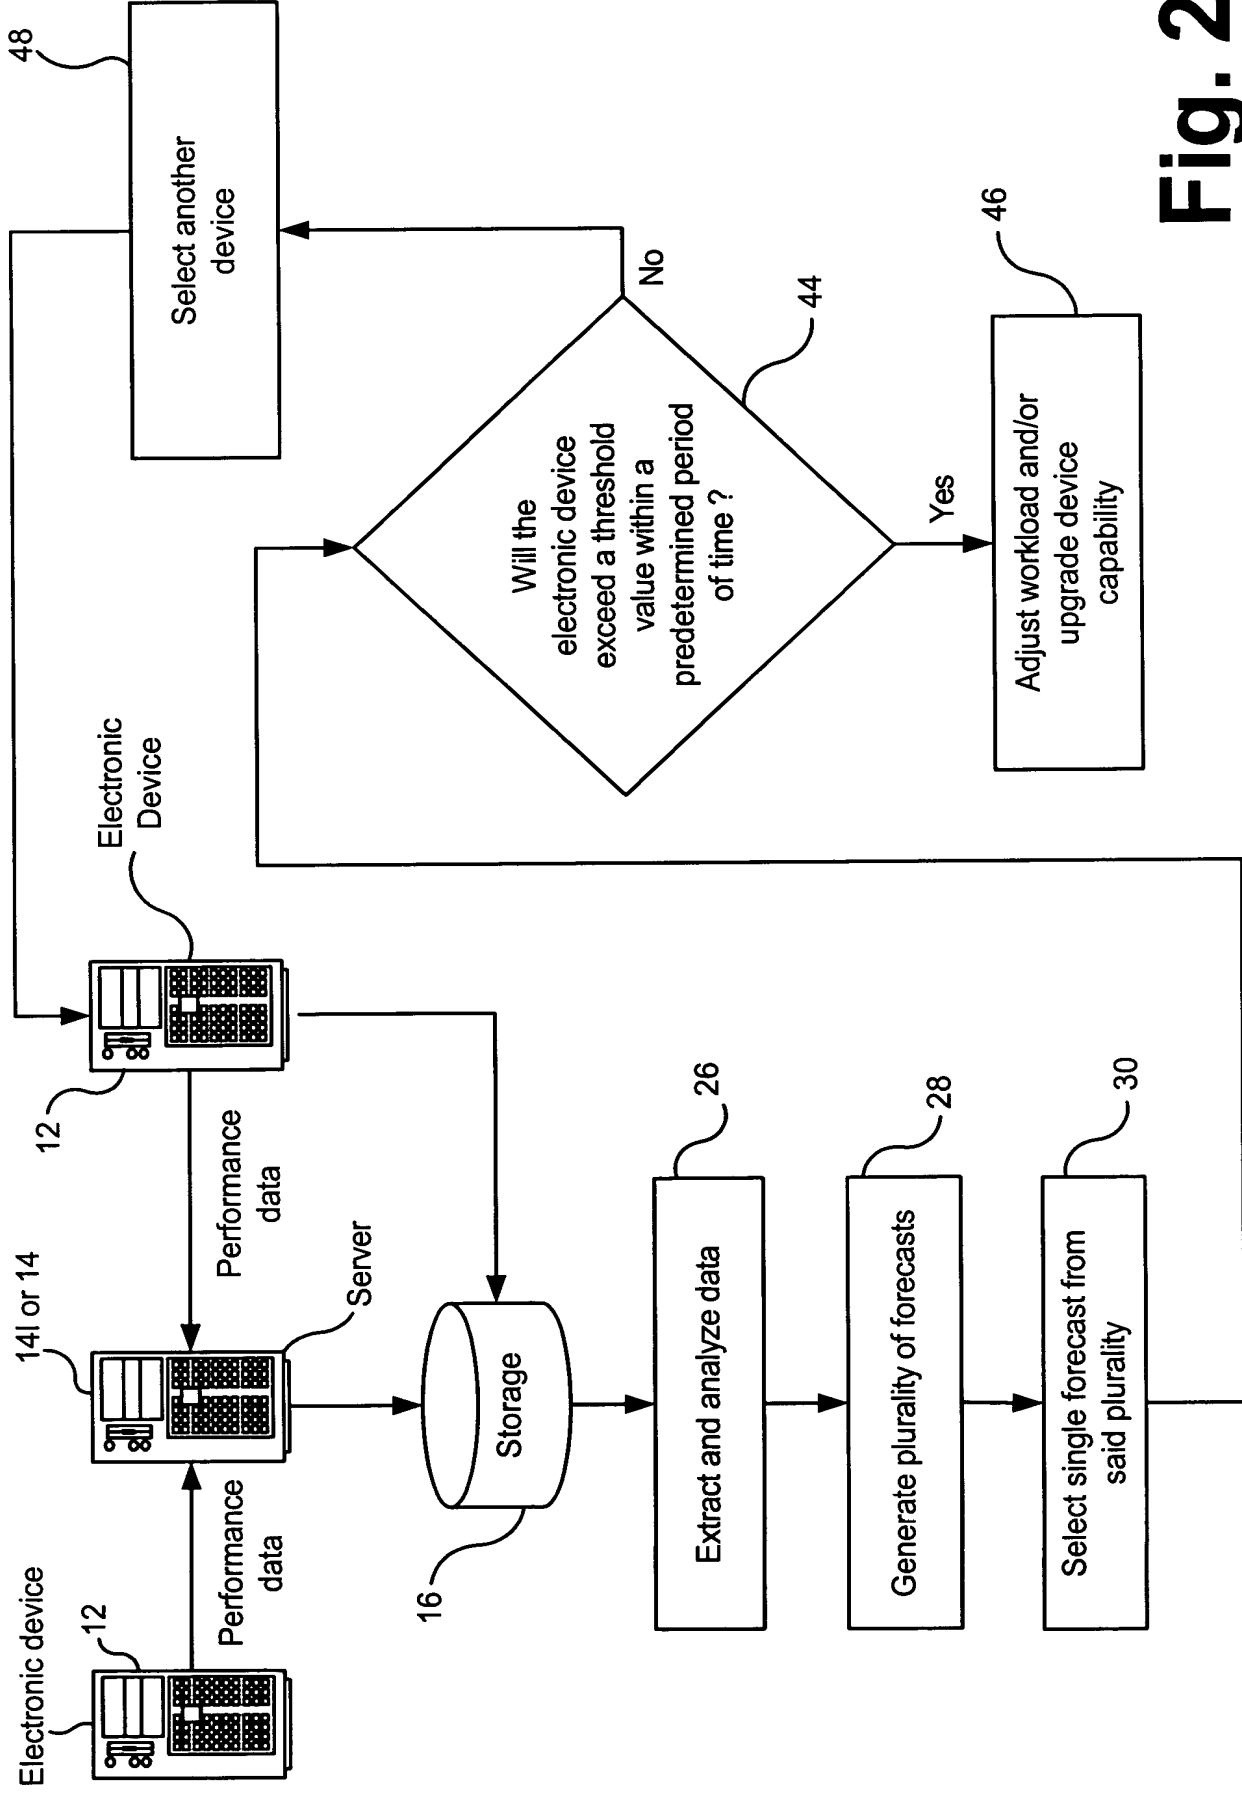 Electronic device
12
Performance
data
14l or 14
Server
Performance
data
12
Electronic
Device
16
Storage
Extract and analyze data
26
Generate plurality of forecasts
28
Select single forecast from
said plurality
30
48
Select another
device
Will the
electronic device
exceed a threshold
value within a
predetermined period
of time ?
44
No
Yes
Adjust workload and/or
upgrade device
capability
46
Fig. 2